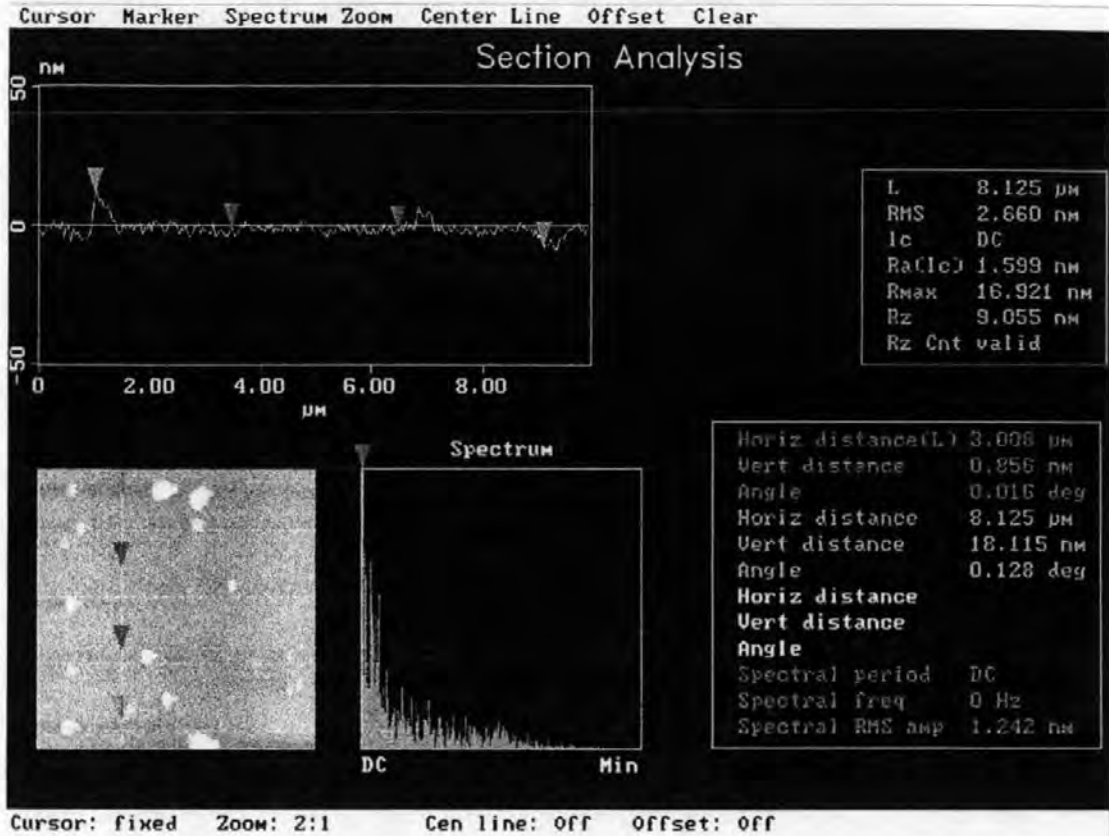 Cursor Marker Spectrum Zoom Center Line Offset Clear
Section Analysis
nm
50
0
-50
0 2.00 4.00 6.00 8.00
µm
L 8.125 µm
RMS 2.660 nm
lc DC
Ra(lc) 1.599 nm
Rmax 16.921 nm
Rz 9.055 nm
Rz Cnt valid
Spectrum
DC Min
Horiz distance(L) 3.008 µm
Vert distance 0.856 nm
Angle 0.016 deg
Horiz distance 8.125 µm
Vert distance 18.115 nm
Angle 0.128 deg
Horiz distance
Vert distance
Angle
Spectral period DC
Spectral freq 0 Hz
Spectral RMS amp 1.242 nm
Cursor: fixed Zoom: 2:1 Cen line: Off Offset: Off